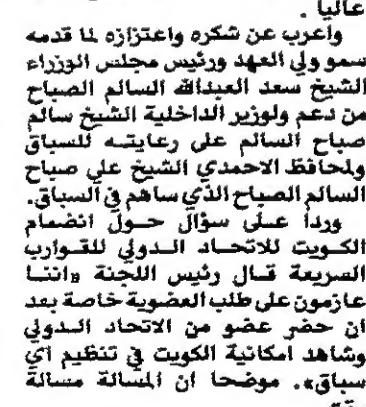 عاليا .
واعرب عن شكره واعتزازه لما قدمه
سمو ولي العهد ورئيس مجلس الوزراء
الشيخ سعد العبدالله السالم الصباح
من دعم ولوزير الداخلية الشيخ سالم
صباح السالم على رعايته للسباق
ولمحافظ الاحمدي الشيخ علي صباح
السالم الصباح الذي ساهم في السباق.
وردا على سؤال حول انضمام
الكويت للاتحاد الدولي للقوارب
السريعة قال رئيس اللجنة «اننا
عازمون على طلب العضوية خاصة بعد
ان حضر عضو من الاتحاد الدولي
وشاهد امكانية الكويت في تنظيم اي
سباق». موضحا ان المسالة مسالة